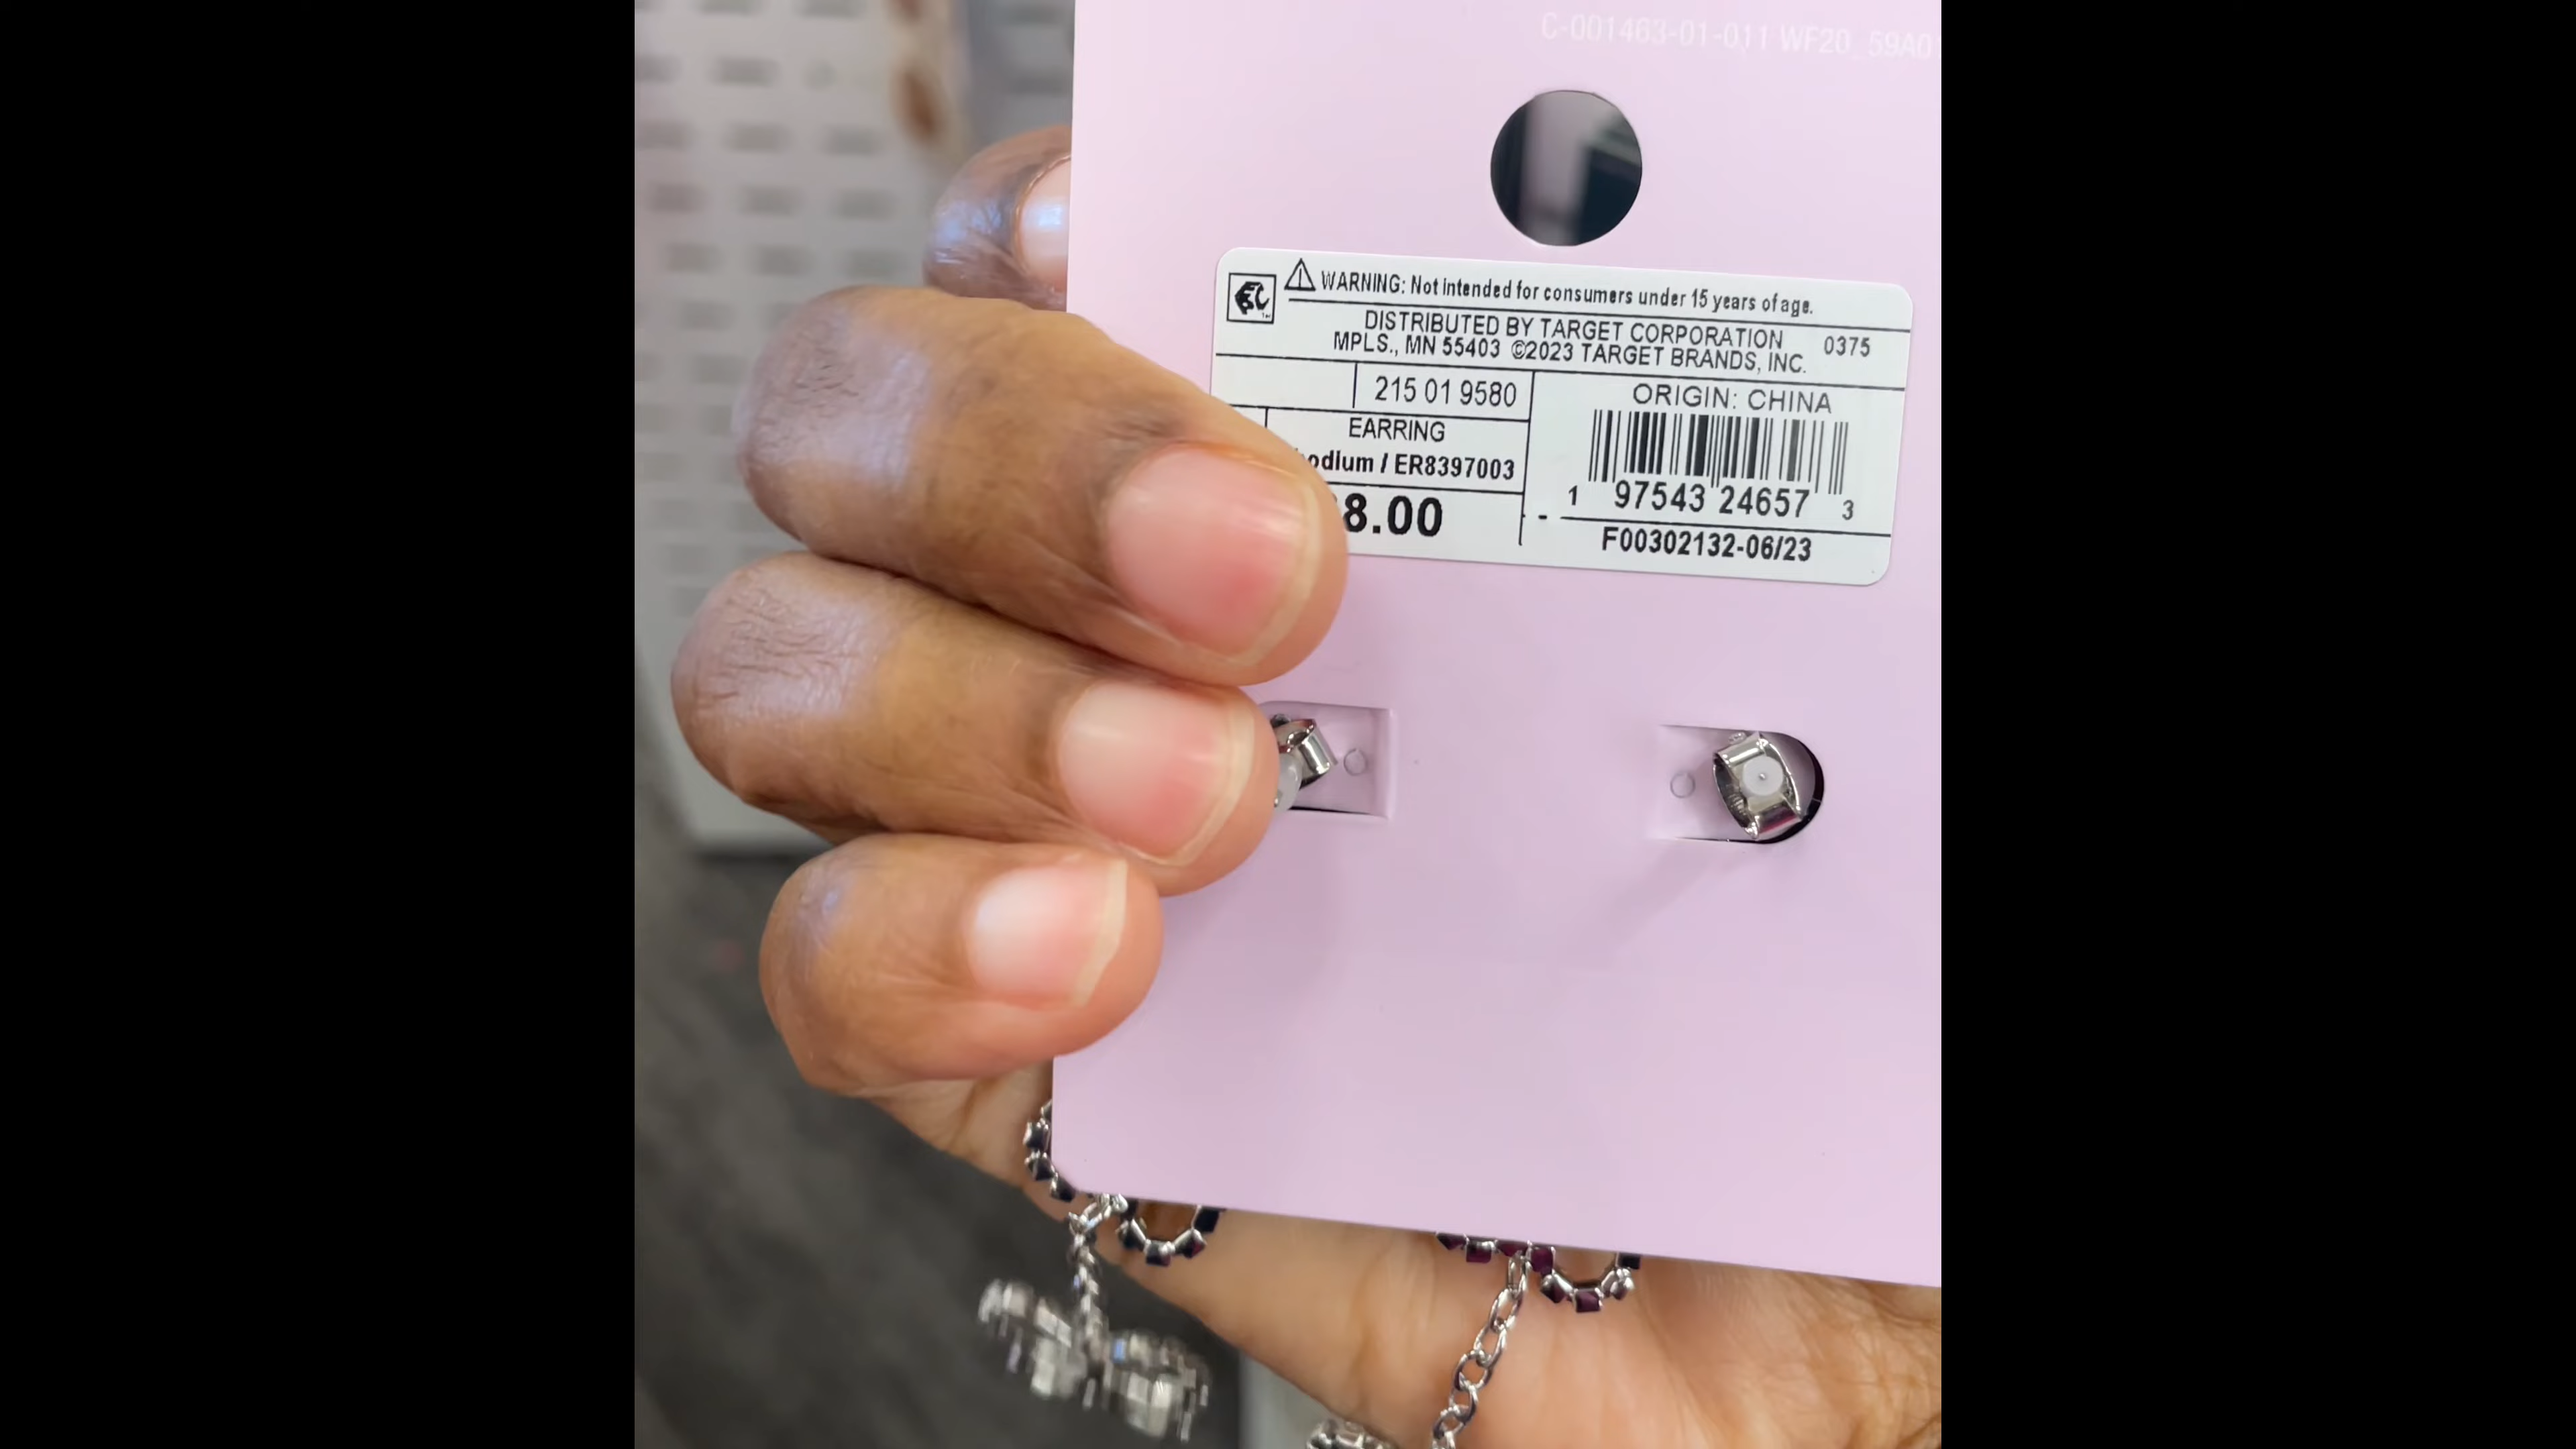 C-001463-01-011 WF20_59A0
WARNING: Not intended for consumers under 15 years of age.
DISTRIBUTED BY TARGET CORPORATION
MPLS., MN 55403 ©2023 TARGET BRANDS, INC.
0375
215 01 9580
ORIGIN: CHINA
EARRING
odium / ER8397003
8.00
1 97543 24657 3
F00302132-06/23